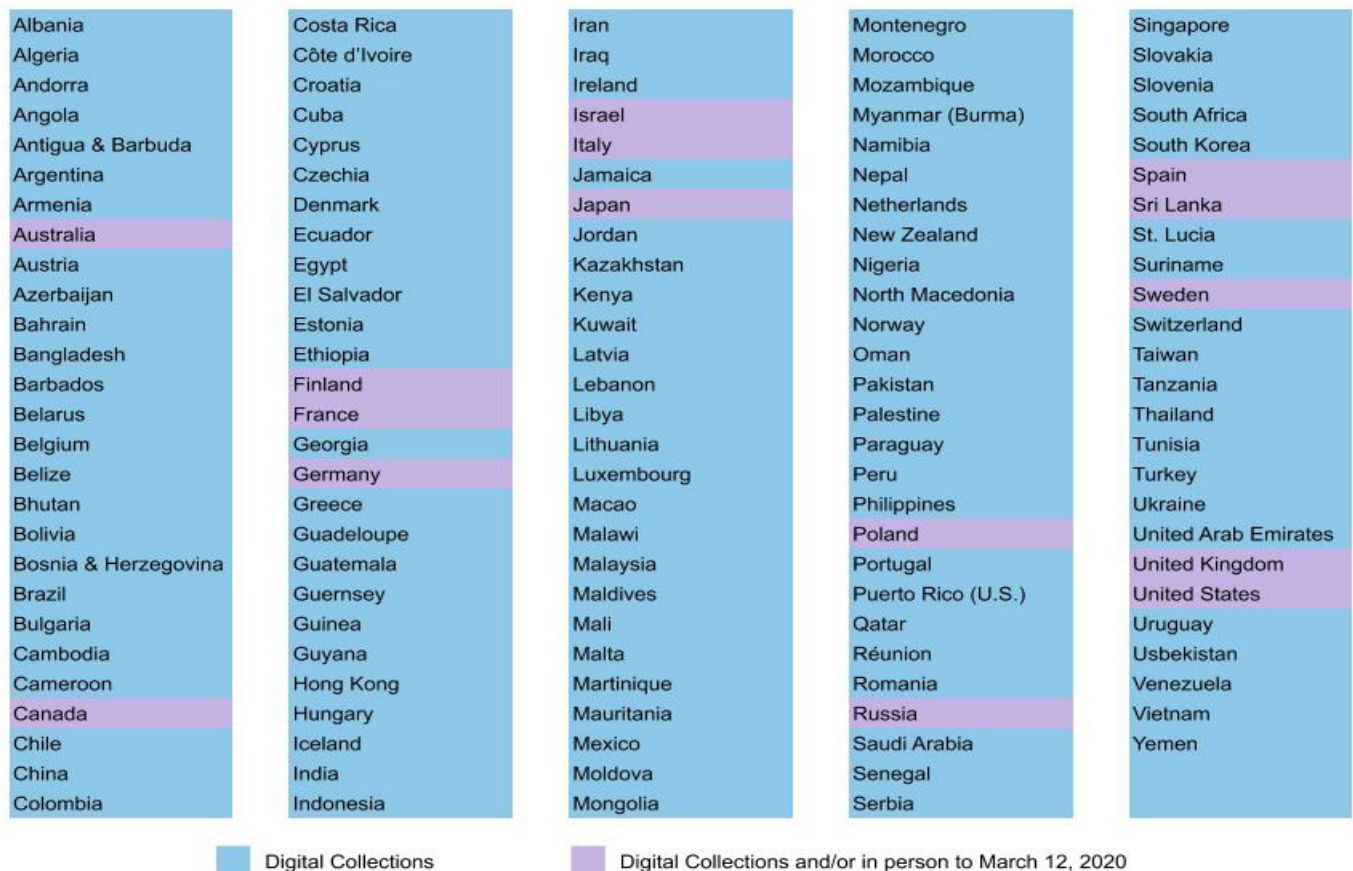 Albania
Algeria
Andorra
Angola
Antigua & Barbuda
Argentina
Armenia
Australia
Austria
Azerbaijan
Bahrain
Bangladesh
Barbados
Belarus
Belgium
Belize
Bhutan
Bolivia
Bosnia & Herzegovina
Brazil
Bulgaria
Cambodia
Cameroon
Canada
Chile
China
Colombia
Costa Rica
Côte d'Ivoire
Croatia
Cuba
Cyprus
Czechia
Denmark
Ecuador
Egypt
El Salvador
Estonia
Ethiopia
Finland
France
Georgia
Germany
Greece
Guadeloupe
Guatemala
Guernsey
Guinea
Guyana
Hong Kong
Hungary
Iceland
India
Indonesia
Iran
Iraq
Ireland
Israel
Italy
Jamaica
Japan
Jordan
Kazakhstan
Kenya
Kuwait
Latvia
Lebanon
Libya
Lithuania
Luxembourg
Macao
Malawi
Malaysia
Maldives
Mali
Malta
Martinique
Mauritania
Mexico
Moldova
Mongolia
Montenegro
Morocco
Mozambique
Myanmar (Burma)
Namibia
Nepal
Netherlands
New Zealand
Nigeria
North Macedonia
Norway
Oman
Pakistan
Palestine
Paraguay
Peru
Philippines
Poland
Portugal
Puerto Rico (U.S.)
Qatar
Réunion
Romania
Russia
Saudi Arabia
Senegal
Serbia
Singapore
Slovakia
Slovenia
South Africa
South Korea
Spain
Sri Lanka
St. Lucia
Suriname
Sweden
Switzerland
Taiwan
Tanzania
Thailand
Tunisia
Turkey
Ukraine
United Arab Emirates
United Kingdom
United States
Uruguay
Usbekistan
Venezuela
Vietnam
Yemen
Digital Collections
Digital Collections and/or in person to March 12, 2020